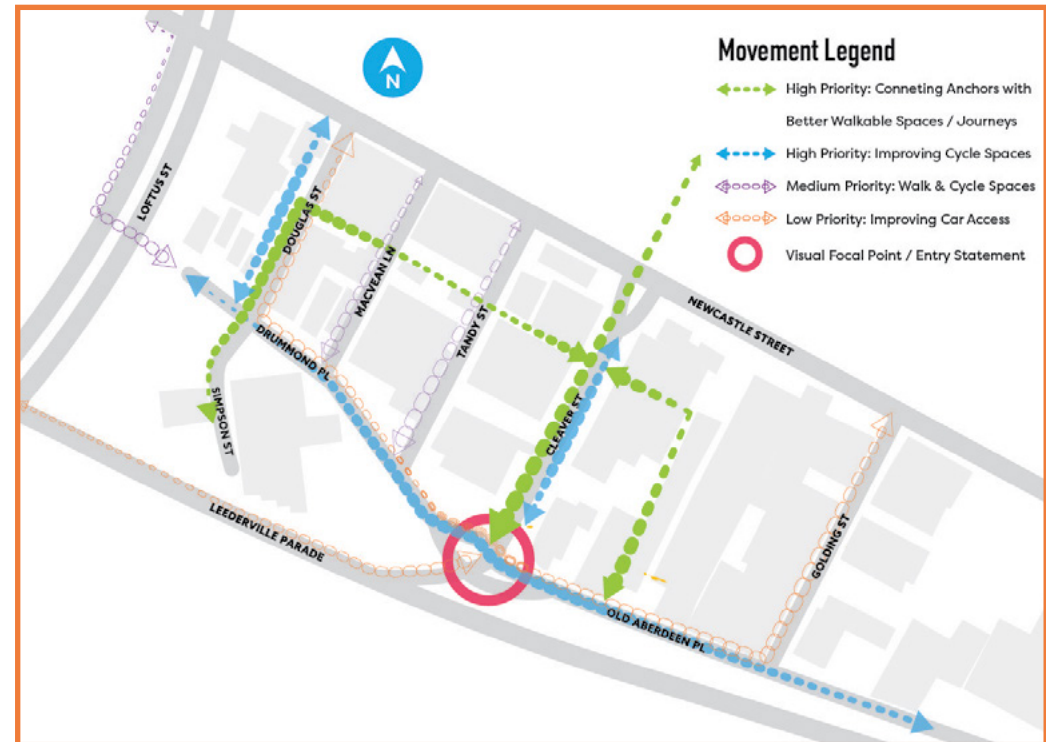 Movement Legend
N
High Priority: Conneting Anchors with
Better Walkable Spaces / Journeys
High Priority: Improving Cycle Spaces
Medium Priority: Walk & Cycle Spaces
Low Priority: Improving Car Access
Visual Focal Point / Entry Statement
LOFTUS ST
DOUGLAS ST
MACVEAN LN
TANDY ST
NEWCASTLE STREET
DRUMMOND PL
SIMPSON ST
CLEAVER ST
LEEDERVILLE PARADE
GOLDING ST
OLD ABERDEEN PL